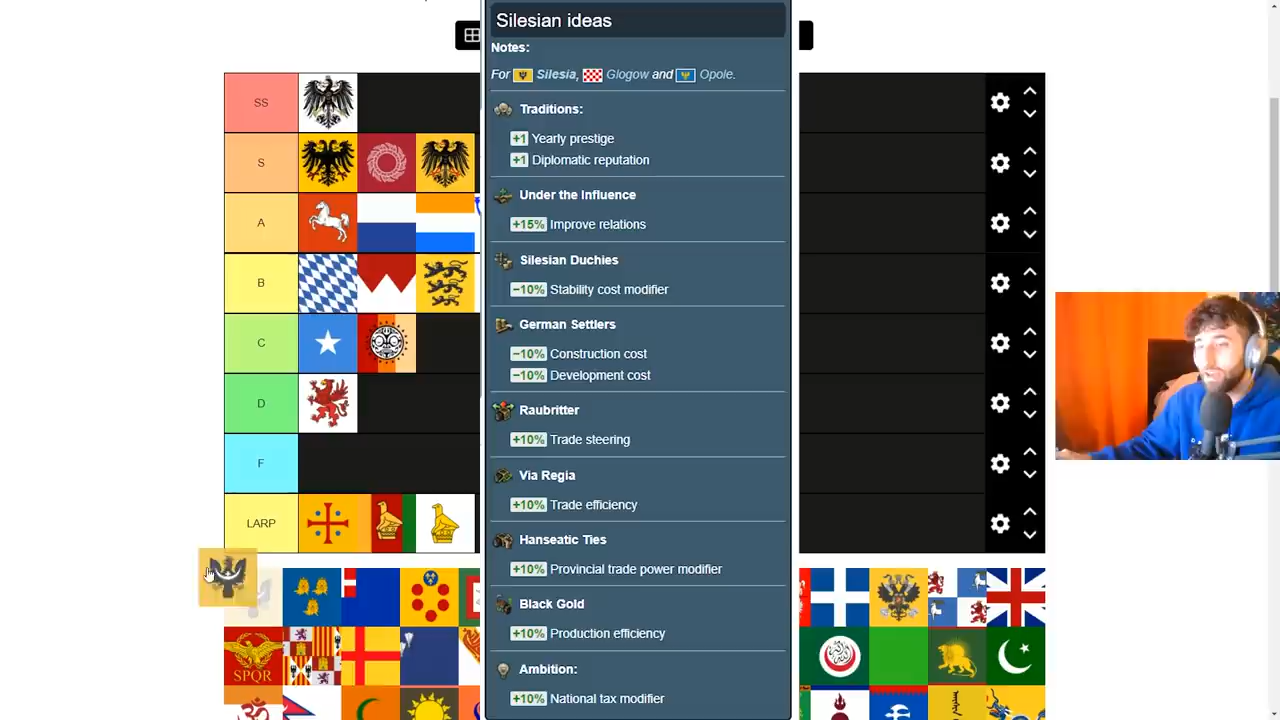 Silesian ideas
Notes:
For Silesia, Glogow and Opole.
Traditions:
+1 Yearly prestige
+1 Diplomatic reputation
Under the Influence
+15% Improve relations
Silesian Duchies
−10% Stability cost modifier
German Settlers
−10% Construction cost
−10% Development cost
Raubritter
+10% Trade steering
Via Regia
+10% Trade efficiency
Hanseatic Ties
+10% Provincial trade power modifier
Black Gold
+10% Production efficiency
Ambition:
+10% National tax modifier
SS
S
A
B
C
D
F
LARP
SPQR